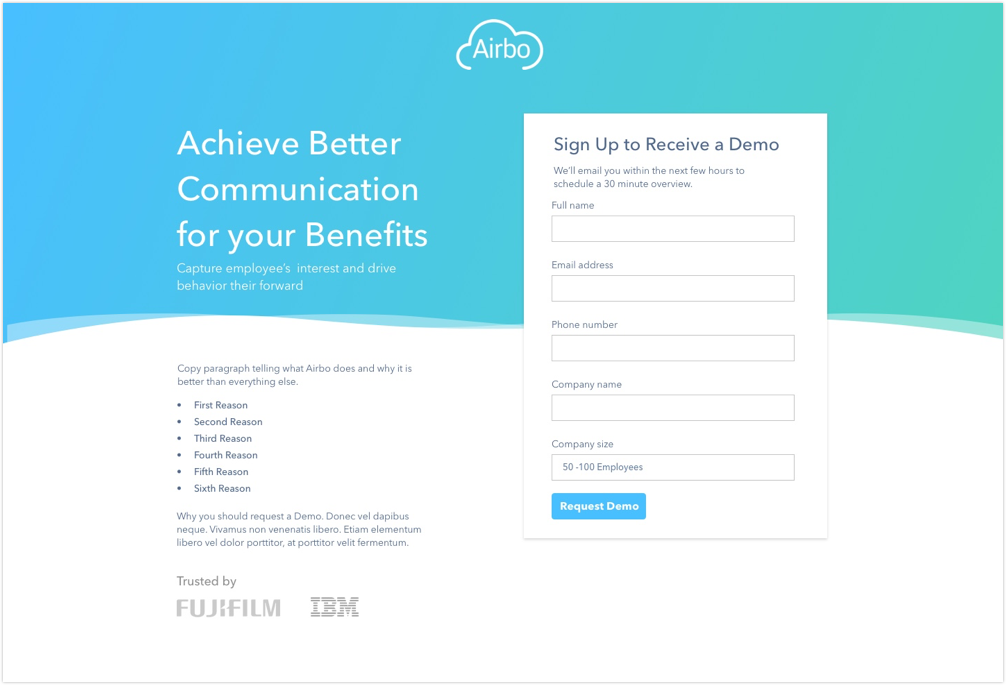 Airbo
Achieve Better
Communication
for your Benefits
Capture employee's interest and drive
behavior their forward
Copy paragraph telling what Airbo does and why it is
better than everything else.
• First Reason
• Second Reason
• Third Reason
• Fourth Reason
• Fifth Reason
• Sixth Reason
Why you should request a Demo. Donec vel dapibus
neque. Vivamus non venenatis libero. Etiam elementum
libero vel dolor porttitor, at porttitor velit fermentum.
Trusted by
FUJIFILM IBM
Sign Up to Receive a Demo
We'll email you within the next few hours to
schedule a 30 minute overview.
Full name
Email address
Phone number
Company name
Company size
50 -100 Employees
Request Demo